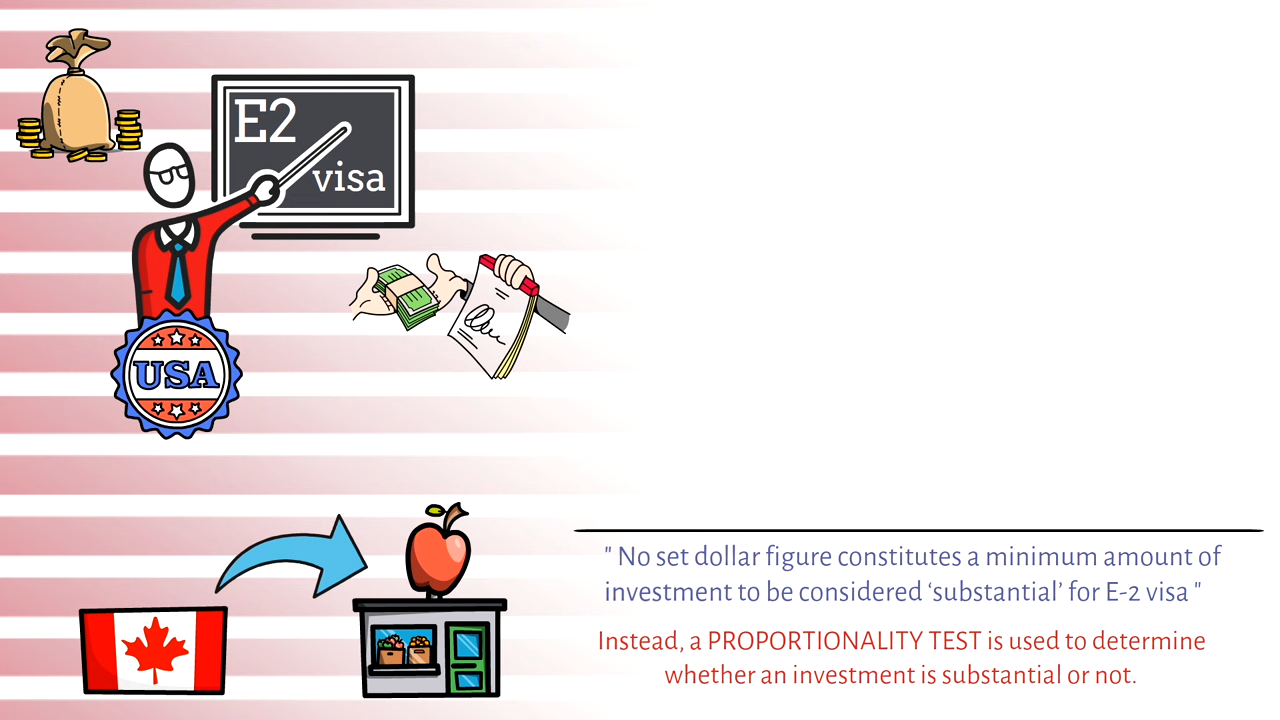 E2
visa
USA
" No set dollar figure constitutes a minimum amount of
investment to be considered ‘substantial’ for E-2 visa "
Instead, a PROPORTIONALITY TEST is used to determine
whether an investment is substantial or not.